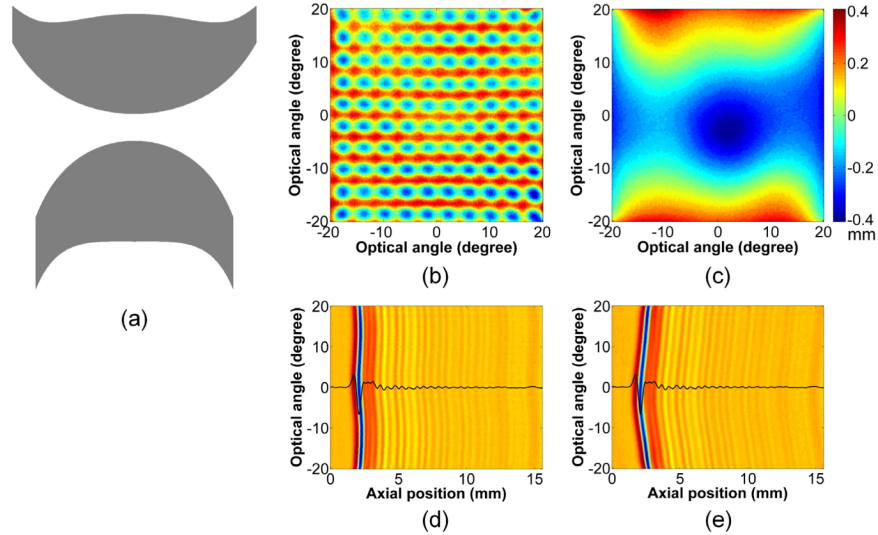 20
10
0
-10
-20
Optical angle (degree)
-20 -10 0 10 20
Optical angle (degree)
(b)
20
10
0
-10
-20
Optical angle (degree)
-20 -10 0 10 20
Optical angle (degree)
(c)
0.4
0.2
0
-0.2
-0.4
mm
(a)
20
10
0
-10
-20
Optical angle (degree)
0 5 10 15
Axial position (mm)
(d)
20
10
0
-10
-20
Optical angle (degree)
0 5 10 15
Axial position (mm)
(e)